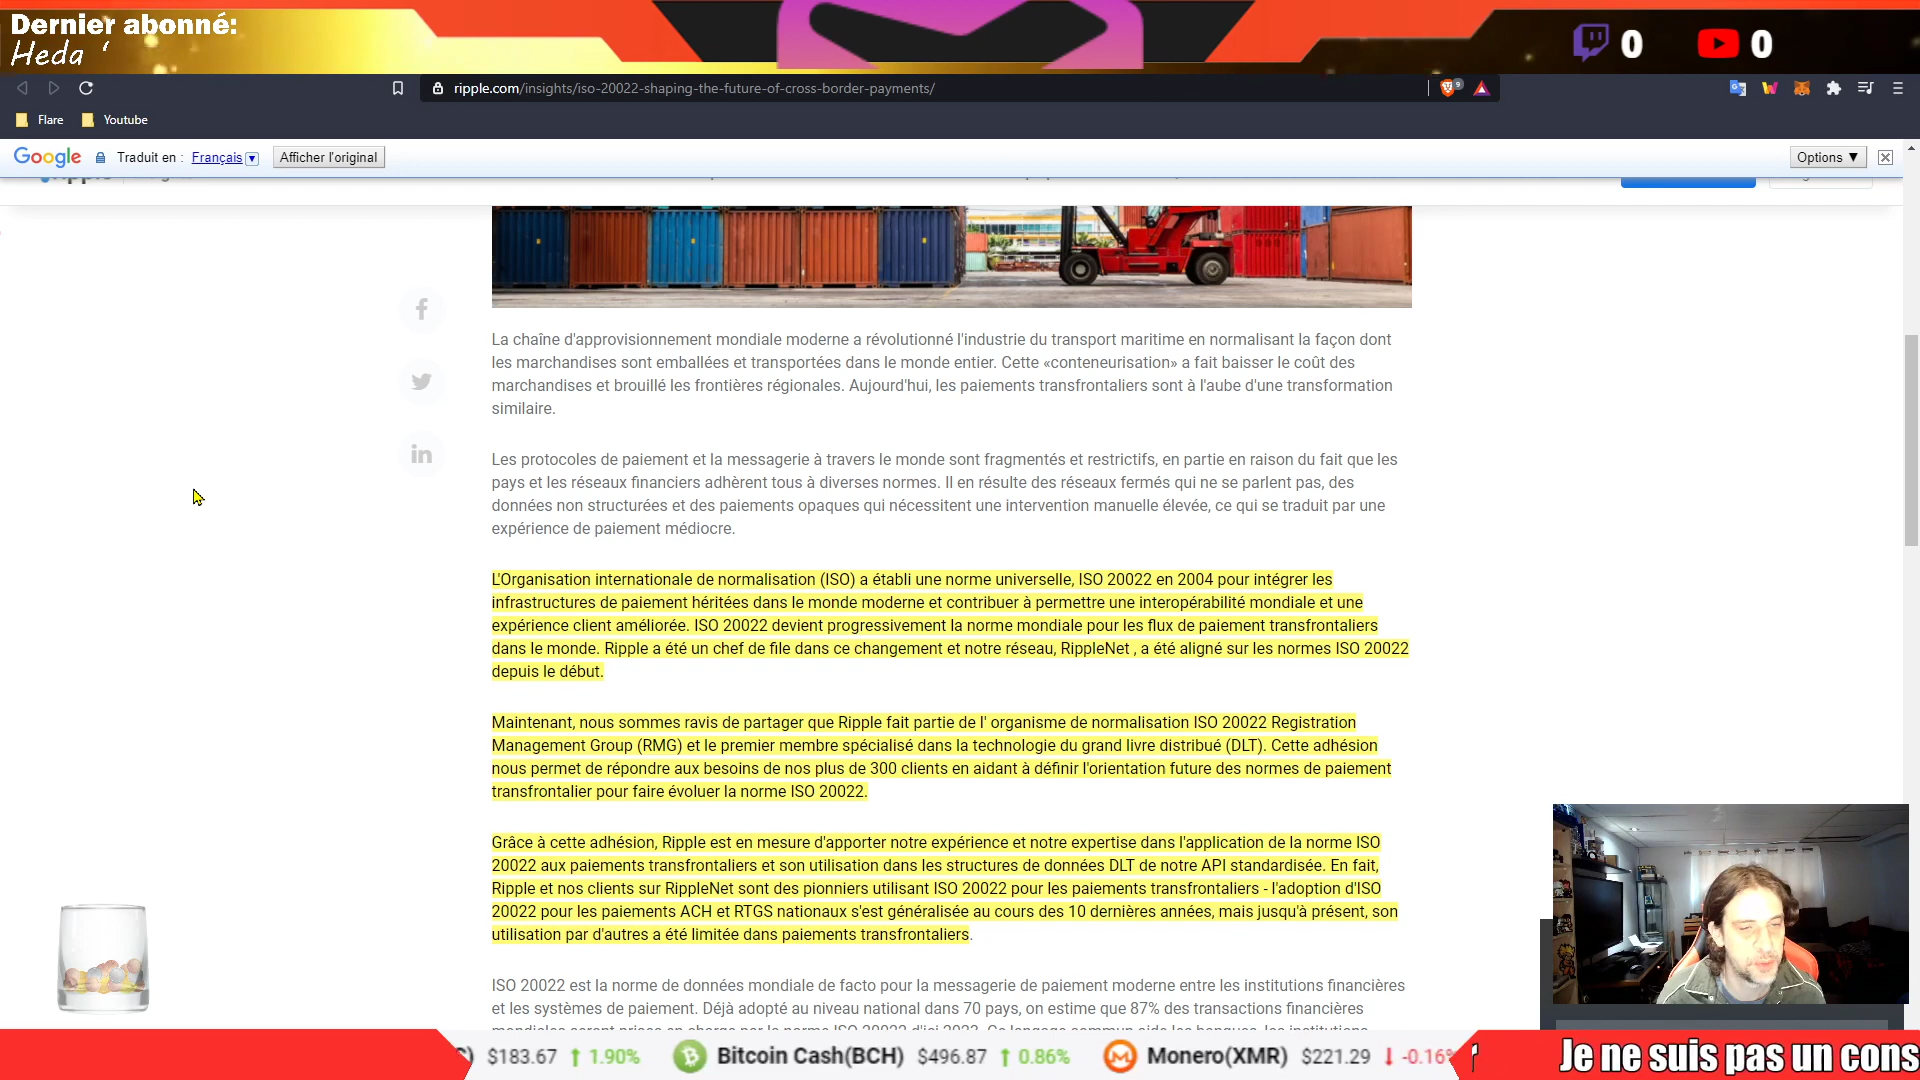 Dernier abonné:
Heda ‘
0
0
ripple.com/insights/iso-20022-shaping-the-future-of-cross-border-payments/
9
Flare
Youtube
Google Traduit en : Français Afficher l'original
Options ▼
La chaîne d'approvisionnement mondiale moderne a révolutionné l'industrie du transport maritime en normalisant la façon dont
les marchandises sont emballées et transportées dans le monde entier. Cette «conteneurisation» a fait baisser le coût des
marchandises et brouillé les frontières régionales. Aujourd'hui, les paiements transfrontaliers sont à l'aube d'une transformation
similaire.
Les protocoles de paiement et la messagerie à travers le monde sont fragmentés et restrictifs, en partie en raison du fait que les
pays et les réseaux financiers adhèrent tous à diverses normes. Il en résulte des réseaux fermés qui ne se parlent pas, des
données non structurées et des paiements opaques qui nécessitent une intervention manuelle élevée, ce qui se traduit par une
expérience de paiement médiocre.
L'Organisation internationale de normalisation (ISO) a établi une norme universelle, ISO 20022 en 2004 pour intégrer les
infrastructures de paiement héritées dans le monde moderne et contribuer à permettre une interopérabilité mondiale et une
expérience client améliorée. ISO 20022 devient progressivement la norme mondiale pour les flux de paiement transfrontaliers
dans le monde. Ripple a été un chef de file dans ce changement et notre réseau, RippleNet , a été aligné sur les normes ISO 20022
depuis le début.
Maintenant, nous sommes ravis de partager que Ripple fait partie de l' organisme de normalisation ISO 20022 Registration
Management Group (RMG) et le premier membre spécialisé dans la technologie du grand livre distribué (DLT). Cette adhésion
nous permet de répondre aux besoins de nos plus de 300 clients en aidant à définir l'orientation future des normes de paiement
transfrontalier pour faire évoluer la norme ISO 20022.
Grâce à cette adhésion, Ripple est en mesure d'apporter notre expérience et notre expertise dans l'application de la norme ISO
20022 aux paiements transfrontaliers et son utilisation dans les structures de données DLT de notre API standardisée. En fait,
Ripple et nos clients sur RippleNet sont des pionniers utilisant ISO 20022 pour les paiements transfrontaliers - l'adoption d'ISO
20022 pour les paiements ACH et RTGS nationaux s'est généralisée au cours des 10 dernières années, mais jusqu'à présent, son
utilisation par d'autres a été limitée dans paiements transfrontaliers.
ISO 20022 est la norme de données mondiale de facto pour la messagerie de paiement moderne entre les institutions financières
et les systèmes de paiement. Déjà adopté au niveau national dans 70 pays, on estime que 87% des transactions financières
$183.67 ↑ 1.90% Bitcoin Cash(BCH) $496.87 ↑ 0.86% Monero(XMR) $221.29 ↓ -0.16%
Je ne suis pas un cons